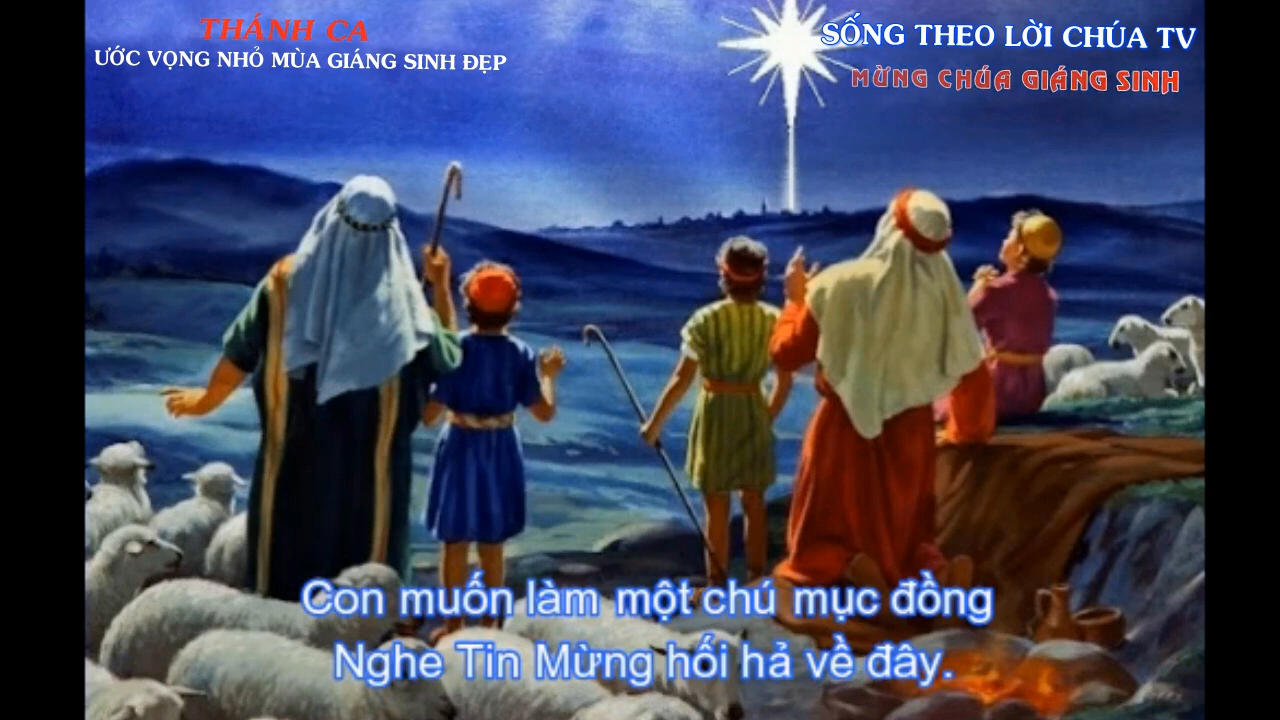 THÁNH CA
ƯỚC VỌNG NHỎ MÙA GIÁNG SINH ĐẸP
SỐNG THEO LỜI CHÚA TV
MỪNG CHÚA GIÁNG SINH
Con muốn làm một chú mục đồng
Nghe Tin Mừng hối hả về đây.